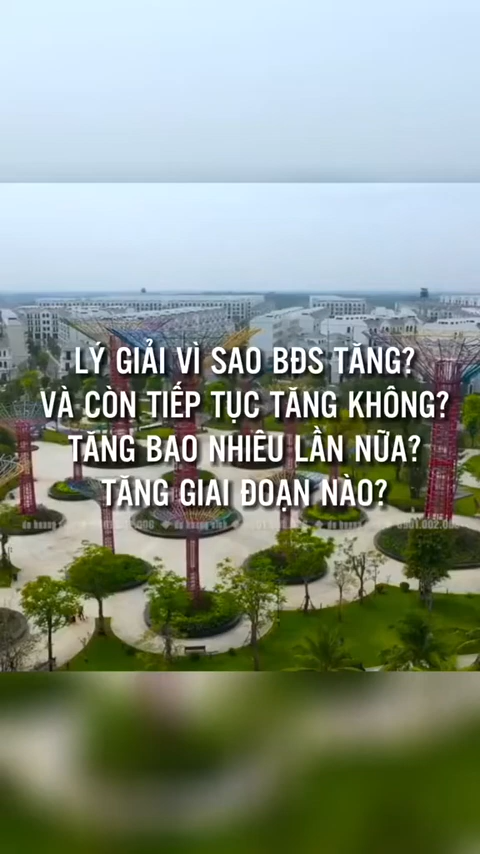 LÝ GIẢI VÌ SAO BĐS TĂNG?
VÀ CÒN TIẾP TỤC TĂNG KHÔNG?
TĂNG BAO NHIÊU LẦN NỮA?
TĂNG GIAI ĐOẠN NÀO?